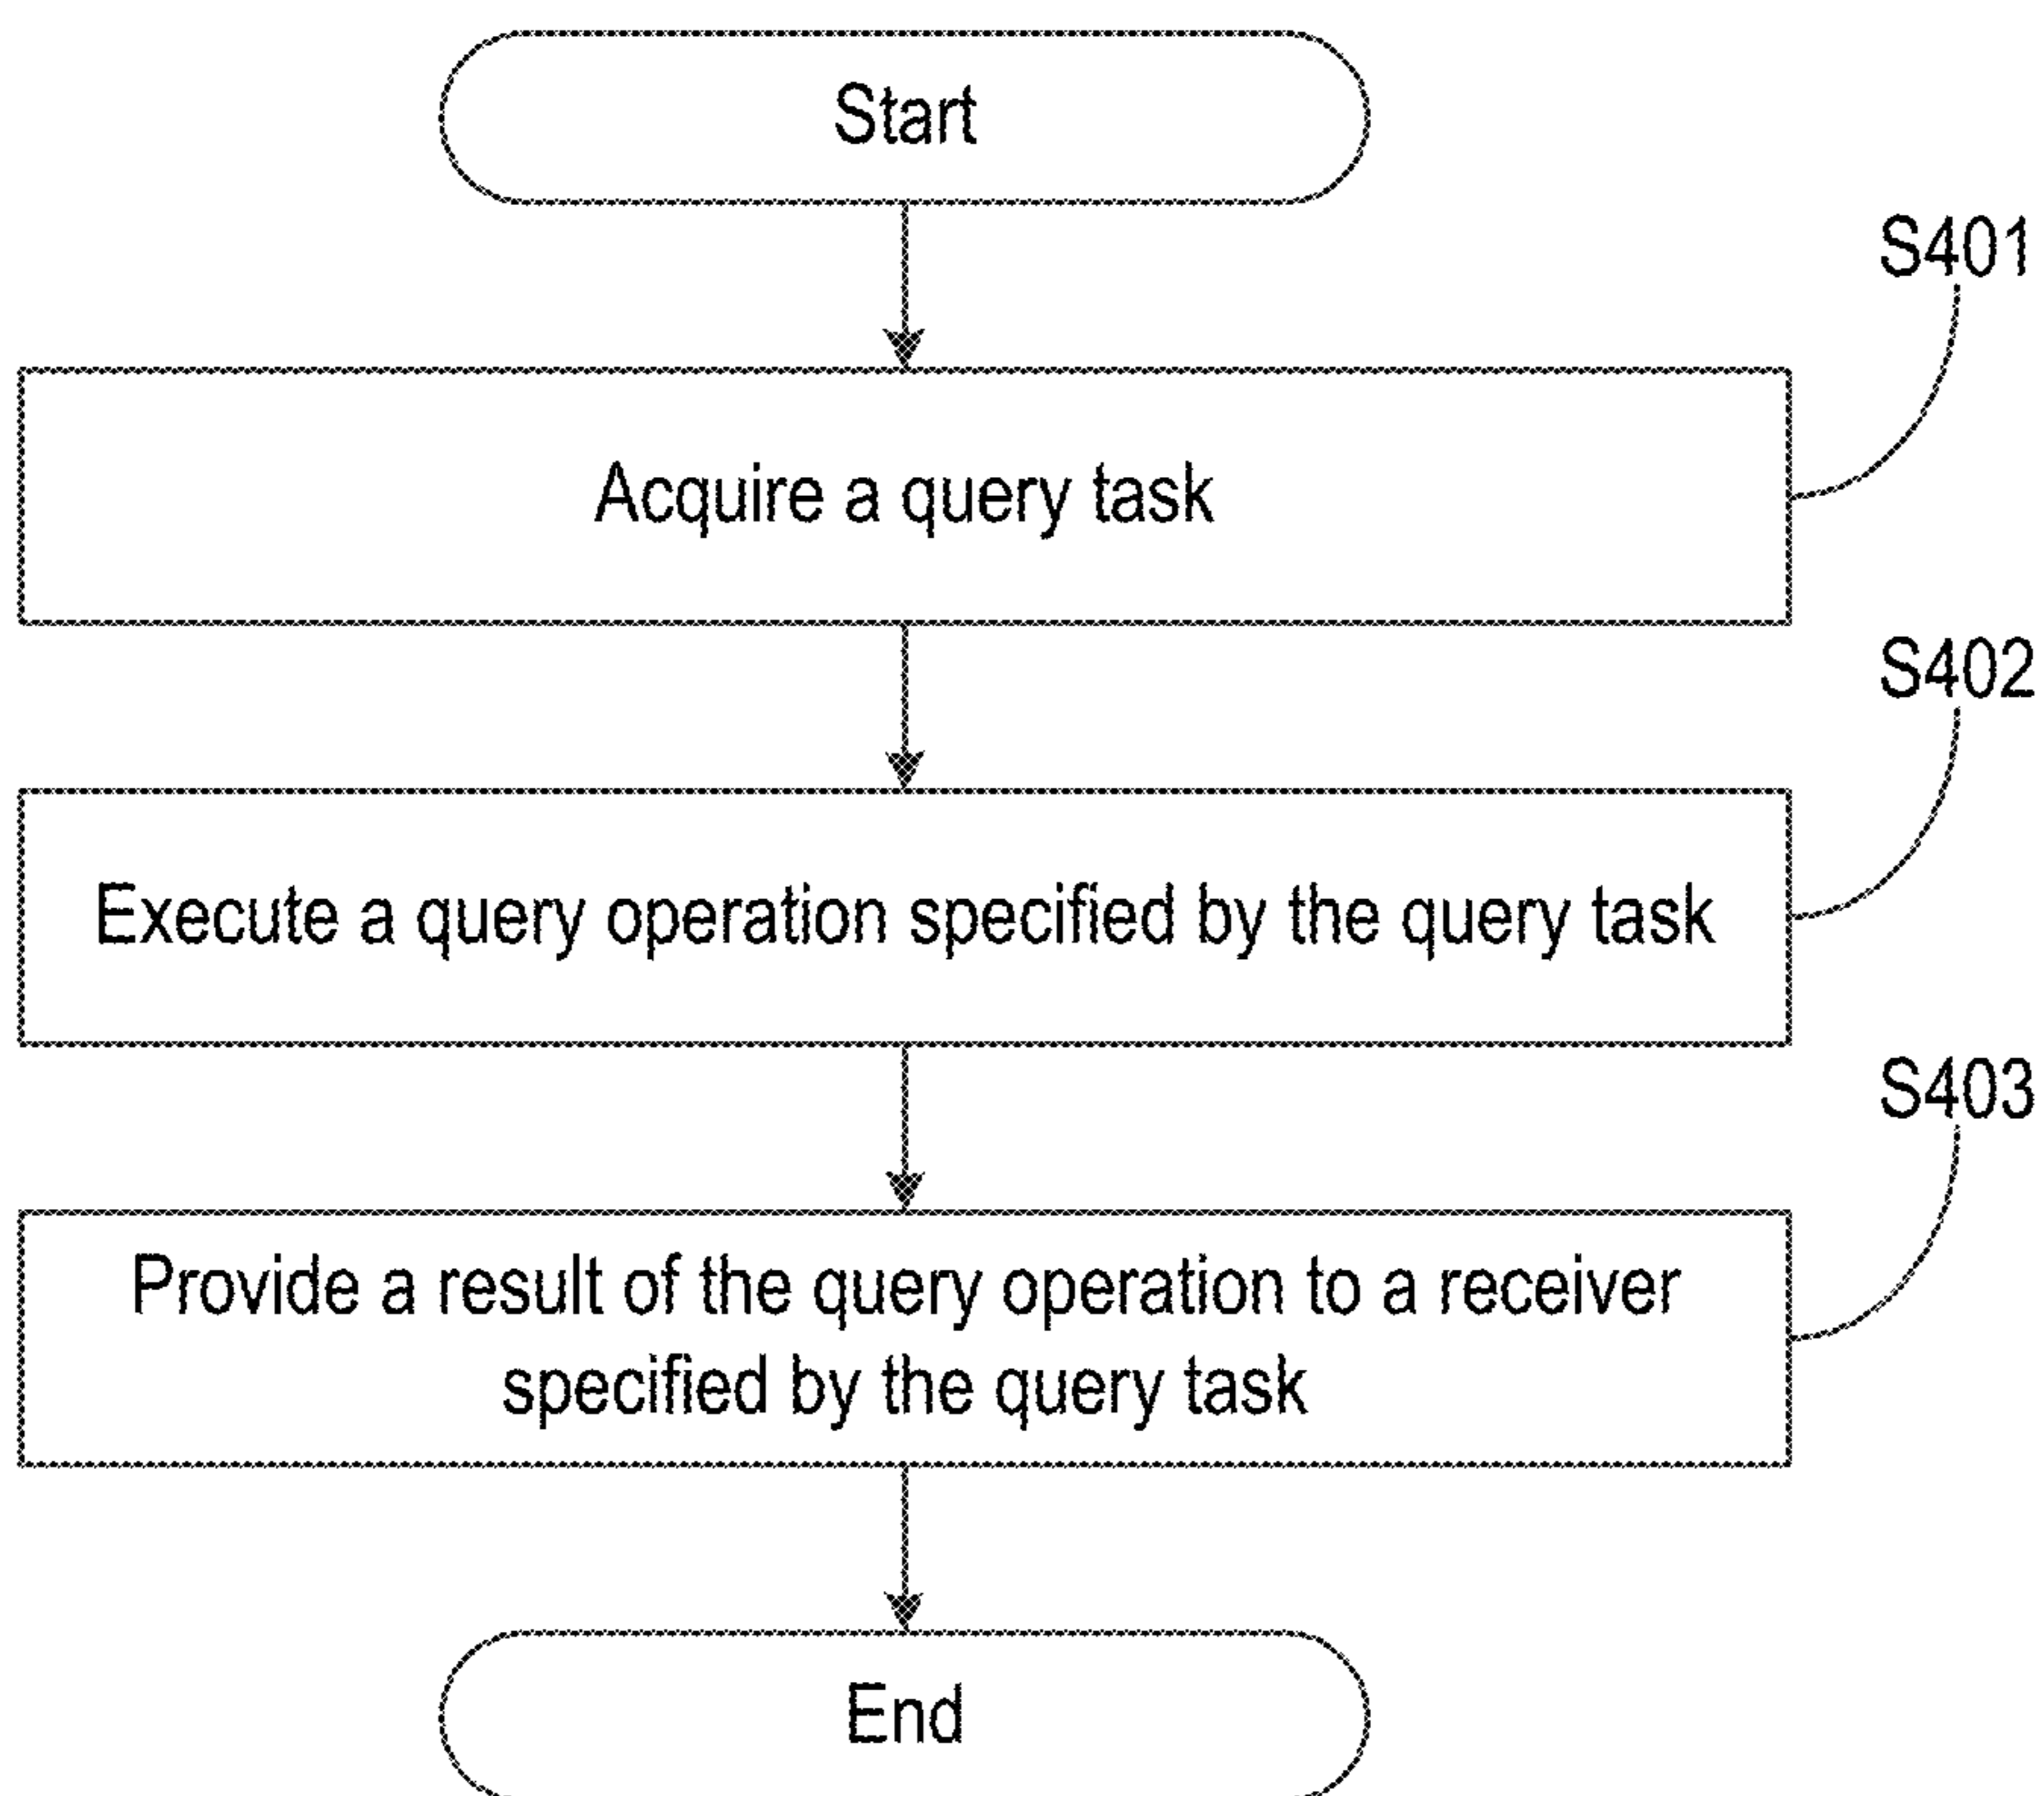 Start
S401
Acquire a query task
S402
Execute a query operation specified by the query task
S403
Provide a result of the query operation to a receiver
specified by the query task
End